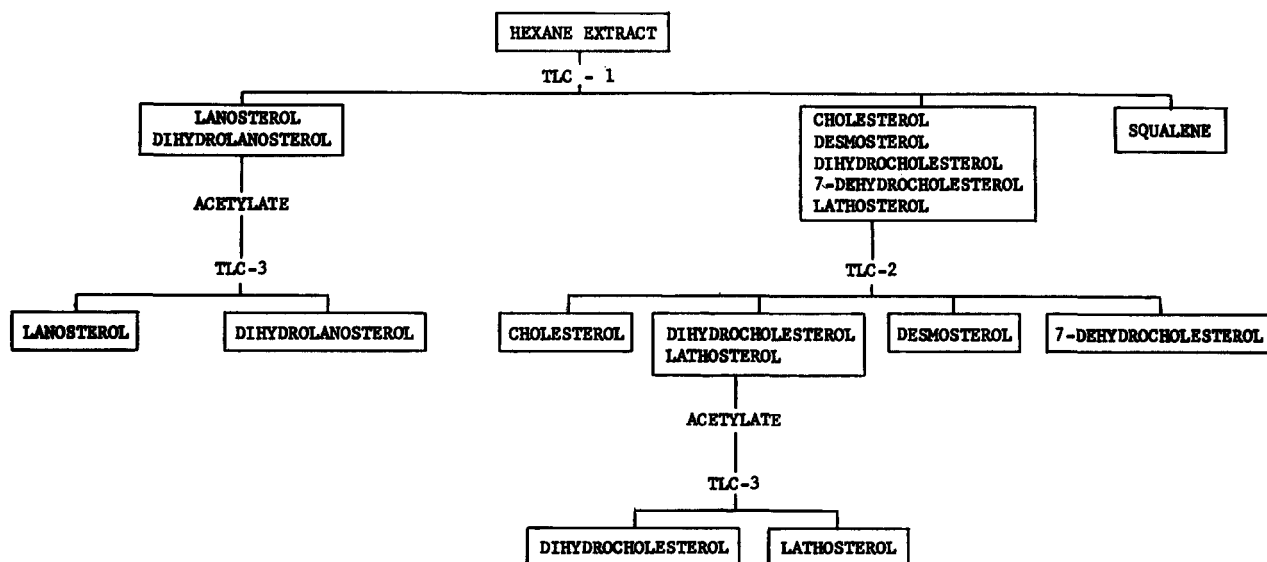 HEXANE EXTRACT
TLC - 1
LANOSTEROL
DIHYDROLANOSTEROL
CHOLESTEROL
DESMOSTEROL
DIHYDROCHOLESTEROL
7-DEHYDROCHOLESTEROL
LATHOSTEROL
SQUALENE
ACETYLATE
TLC-3
TLC-2
LANOSTEROL
DIHYDROLANOSTEROL
CHOLESTEROL
DIHYDROCHOLESTEROL
LATHOSTEROL
DESMOSTEROL
7-DEHYDROCHOLESTEROL
ACETYLATE
TLC-3
DIHYDROCHOLESTEROL
LATHOSTEROL